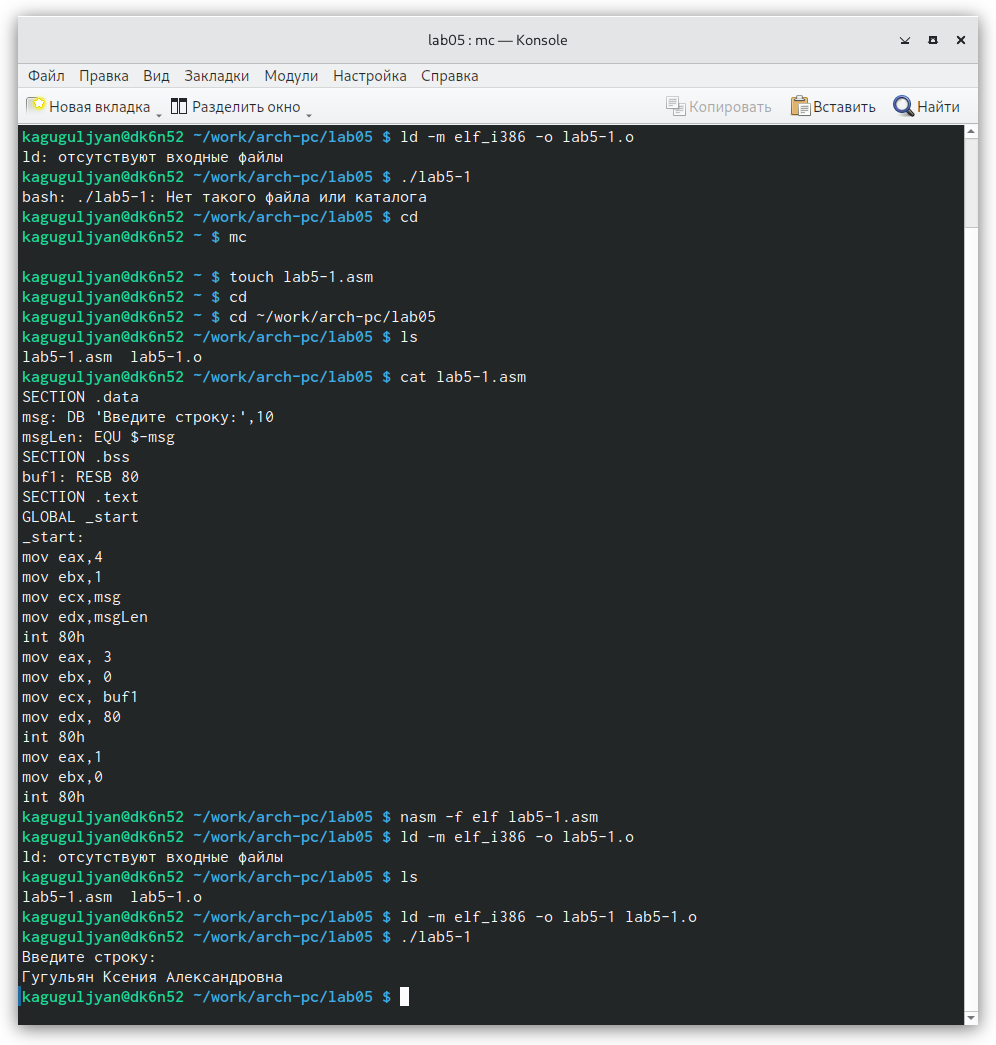 lab05 : mc — Konsole
Файл Правка Вид Закладки Модули Настройка Справка
Новая вкладка Разделить окно Копировать Вставить Найти
kaguguljyan@dk6n52 ~/work/arch-pc/lab05 $ ld -m elf_i386 -o lab5-1.o
ld: отсутствуют входные файлы
kaguguljyan@dk6n52 ~/work/arch-pc/lab05 $ ./lab5-1
bash: ./lab5-1: Нет такого файла или каталога
kaguguljyan@dk6n52 ~/work/arch-pc/lab05 $ cd
kaguguljyan@dk6n52 ~ $ mc
kaguguljyan@dk6n52 ~ $ touch lab5-1.asm
kaguguljyan@dk6n52 ~ $ cd
kaguguljyan@dk6n52 ~ $ cd ~/work/arch-pc/lab05
kaguguljyan@dk6n52 ~/work/arch-pc/lab05 $ ls
lab5-1.asm  lab5-1.o
kaguguljyan@dk6n52 ~/work/arch-pc/lab05 $ cat lab5-1.asm
SECTION .data
msg: DB 'Введите строку:',10
msgLen: EQU $-msg
SECTION .bss
buf1: RESB 80
SECTION .text
GLOBAL _start
_start:
mov eax,4
mov ebx,1
mov ecx,msg
mov edx,msgLen
int 80h
mov eax, 3
mov ebx, 0
mov ecx, buf1
mov edx, 80
int 80h
mov eax,1
mov ebx,0
int 80h
kaguguljyan@dk6n52 ~/work/arch-pc/lab05 $ nasm -f elf lab5-1.asm
kaguguljyan@dk6n52 ~/work/arch-pc/lab05 $ ld -m elf_i386 -o lab5-1.o
ld: отсутствуют входные файлы
kaguguljyan@dk6n52 ~/work/arch-pc/lab05 $ ls
lab5-1.asm  lab5-1.o
kaguguljyan@dk6n52 ~/work/arch-pc/lab05 $ ld -m elf_i386 -o lab5-1 lab5-1.o
kaguguljyan@dk6n52 ~/work/arch-pc/lab05 $ ./lab5-1
Введите строку:
Гугульян Ксения Александровна
kaguguljyan@dk6n52 ~/work/arch-pc/lab05 $